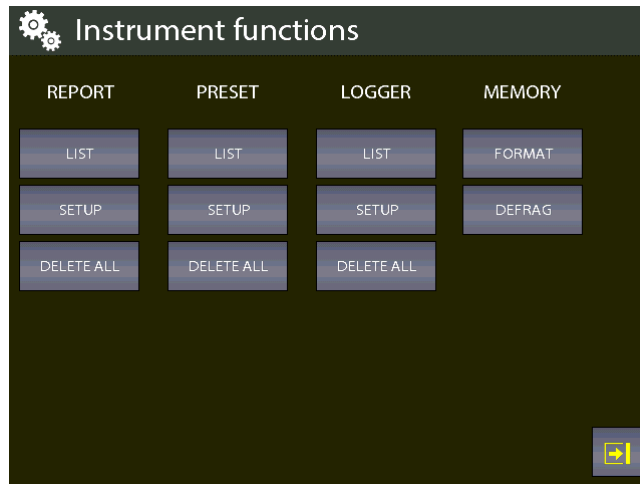 Instrument functions
REPORT PRESET LOGGER MEMORY
LIST LIST LIST FORMAT
SETUP SETUP SETUP DEFRAG
DELETE ALL DELETE ALL DELETE ALL